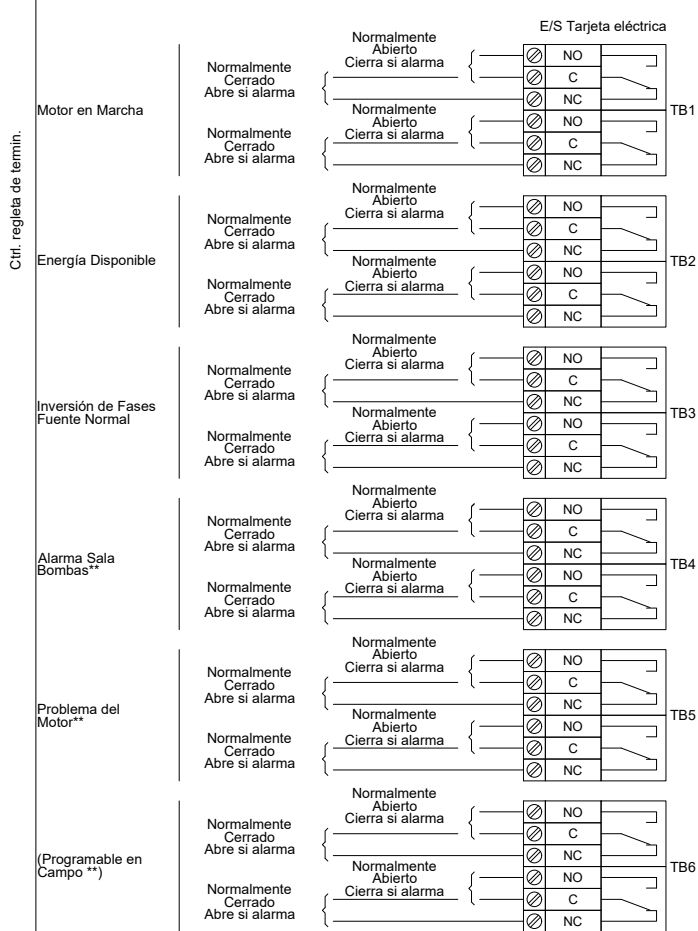 E/S Tarjeta eléctrica
Ctrl. regleta de termin.
Motor en Marcha
Normalmente
Cerrado
Abre si alarma
Normalmente
Abierto
Cierra si alarma
NO
C
NC
Normalmente
Cerrado
Abre si alarma
Normalmente
Abierto
Cierra si alarma
NO
C
NC
TB1
Energía Disponible
Normalmente
Cerrado
Abre si alarma
Normalmente
Abierto
Cierra si alarma
NO
C
NC
Normalmente
Cerrado
Abre si alarma
Normalmente
Abierto
Cierra si alarma
NO
C
NC
TB2
Inversión de Fases
Fuente Normal
Normalmente
Cerrado
Abre si alarma
Normalmente
Abierto
Cierra si alarma
NO
C
NC
Normalmente
Cerrado
Abre si alarma
Normalmente
Abierto
Cierra si alarma
NO
C
NC
TB3
Alarma Sala
Bombas**
Normalmente
Cerrado
Abre si alarma
Normalmente
Abierto
Cierra si alarma
NO
C
NC
Normalmente
Cerrado
Abre si alarma
Normalmente
Abierto
Cierra si alarma
NO
C
NC
TB4
Problema del
Motor**
Normalmente
Cerrado
Abre si alarma
Normalmente
Abierto
Cierra si alarma
NO
C
NC
Normalmente
Cerrado
Abre si alarma
Normalmente
Abierto
Cierra si alarma
NO
C
NC
TB5
(Programable en
Campo **)
Normalmente
Cerrado
Abre si alarma
Normalmente
Abierto
Cierra si alarma
NO
C
NC
Normalmente
Cerrado
Abre si alarma
Normalmente
Abierto
Cierra si alarma
NO
C
NC
TB6